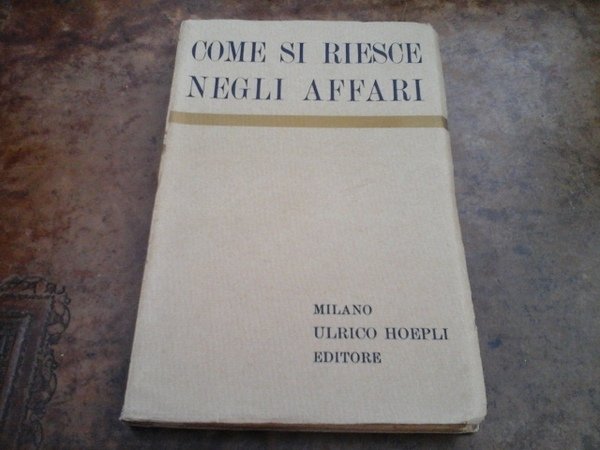 COME SI RIESCE
NEGLI AFFARI
MILANO
ULRICO HOEPLI
EDITORE